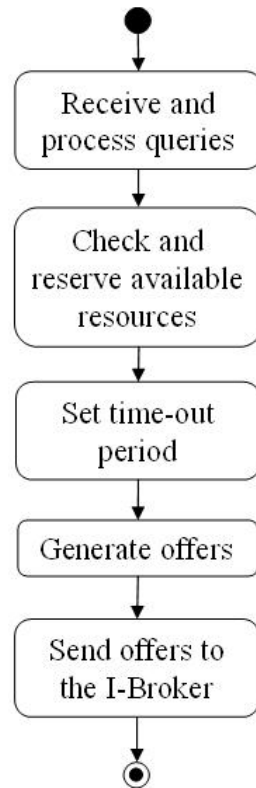 Receive and
process queries
Check and
reserve available
resources
Set time-out
period
Generate offers
Send offers to
the I-Broker